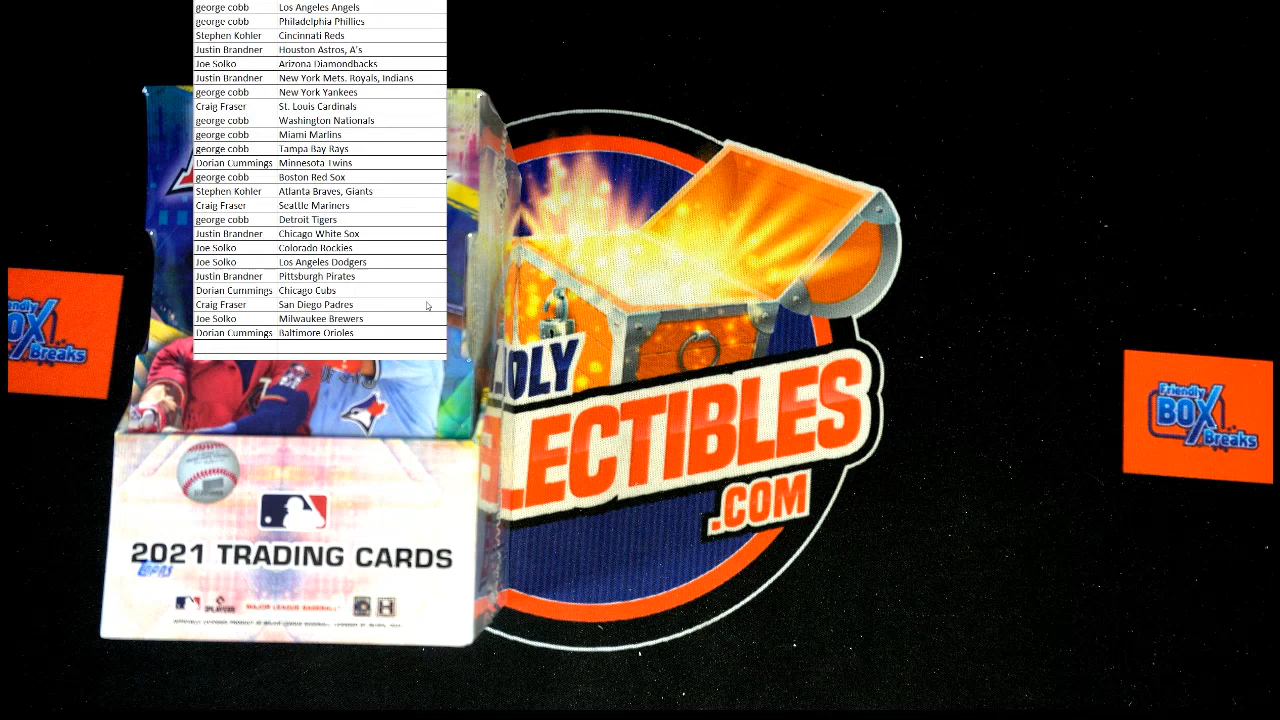 george cobb Los Angeles Angels
george cobb Philadelphia Phillies
Stephen Kohler Cincinnati Reds
Justin Brandner Houston Astros, A's
Joe Solko Arizona Diamondbacks
Justin Brandner New York Mets. Royals, Indians
george cobb New York Yankees
Craig Fraser St. Louis Cardinals
george cobb Washington Nationals
george cobb Miami Marlins
george cobb Tampa Bay Rays
Dorian Cummings Minnesota Twins
george cobb Boston Red Sox
Stephen Kohler Atlanta Braves, Giants
Craig Fraser Seattle Mariners
george cobb Detroit Tigers
Justin Brandner Chicago White Sox
Joe Solko Colorado Rockies
Joe Solko Los Angeles Dodgers
Justin Brandner Pittsburgh Pirates
Dorian Cummings Chicago Cubs
Craig Fraser San Diego Padres
Joe Solko Milwaukee Brewers
Dorian Cummings Baltimore Orioles
endly
BOX
Breaks
OLY
LECTIBLES
.COM
Friendly
BOX
Breaks
2021 TRADING CARDS
TOPPS
MAJOR LEAGUE BASEBALL